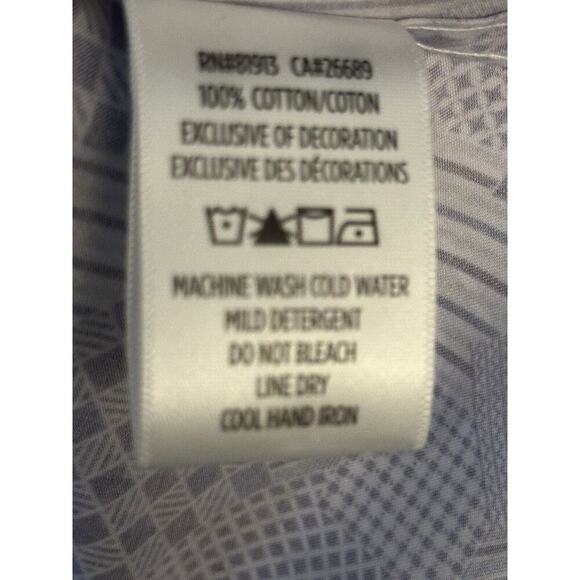 RN#81913 CA#26689
100% COTTON/COTON
EXCLUSIVE OF DECORATION
EXCLUSIVE DES DÉCORATIONS
MACHINE WASH COLD WATER
MILD DETERGENT
DO NOT BLEACH
LINE DRY
COOL HAND IRON